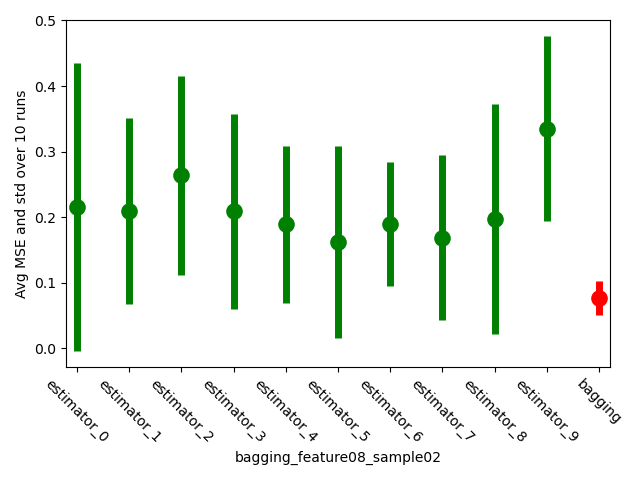 0.5
0.4
0.3
0.2
0.1
0.0
Avg MSE and std over 10 runs
estimator_0
estimator_1
estimator_2
estimator_3
estimator_4
estimator_5
estimator_6
estimator_7
estimator_8
estimator_9
bagging
bagging_feature08_sample02